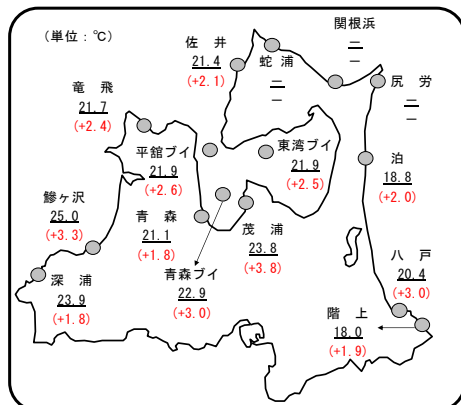 (単位：℃)
関根浜
―
―
佐 井
21.4
(+2.1)
蛇 浦
―
―
尻 労
―
―
竜 飛
21.7
(+2.4)
平舘ブイ
21.9
(+2.6)
東湾ブイ
21.9
(+2.5)
泊
18.8
(+2.0)
鰺ヶ沢
25.0
(+3.3)
青 森
21.1
(+1.8)
茂 浦
23.8
(+3.8)
青森ブイ
22.9
(+3.0)
深 浦
23.9
(+1.8)
八 戸
20.4
(+3.0)
階 上
18.0
(+1.9)